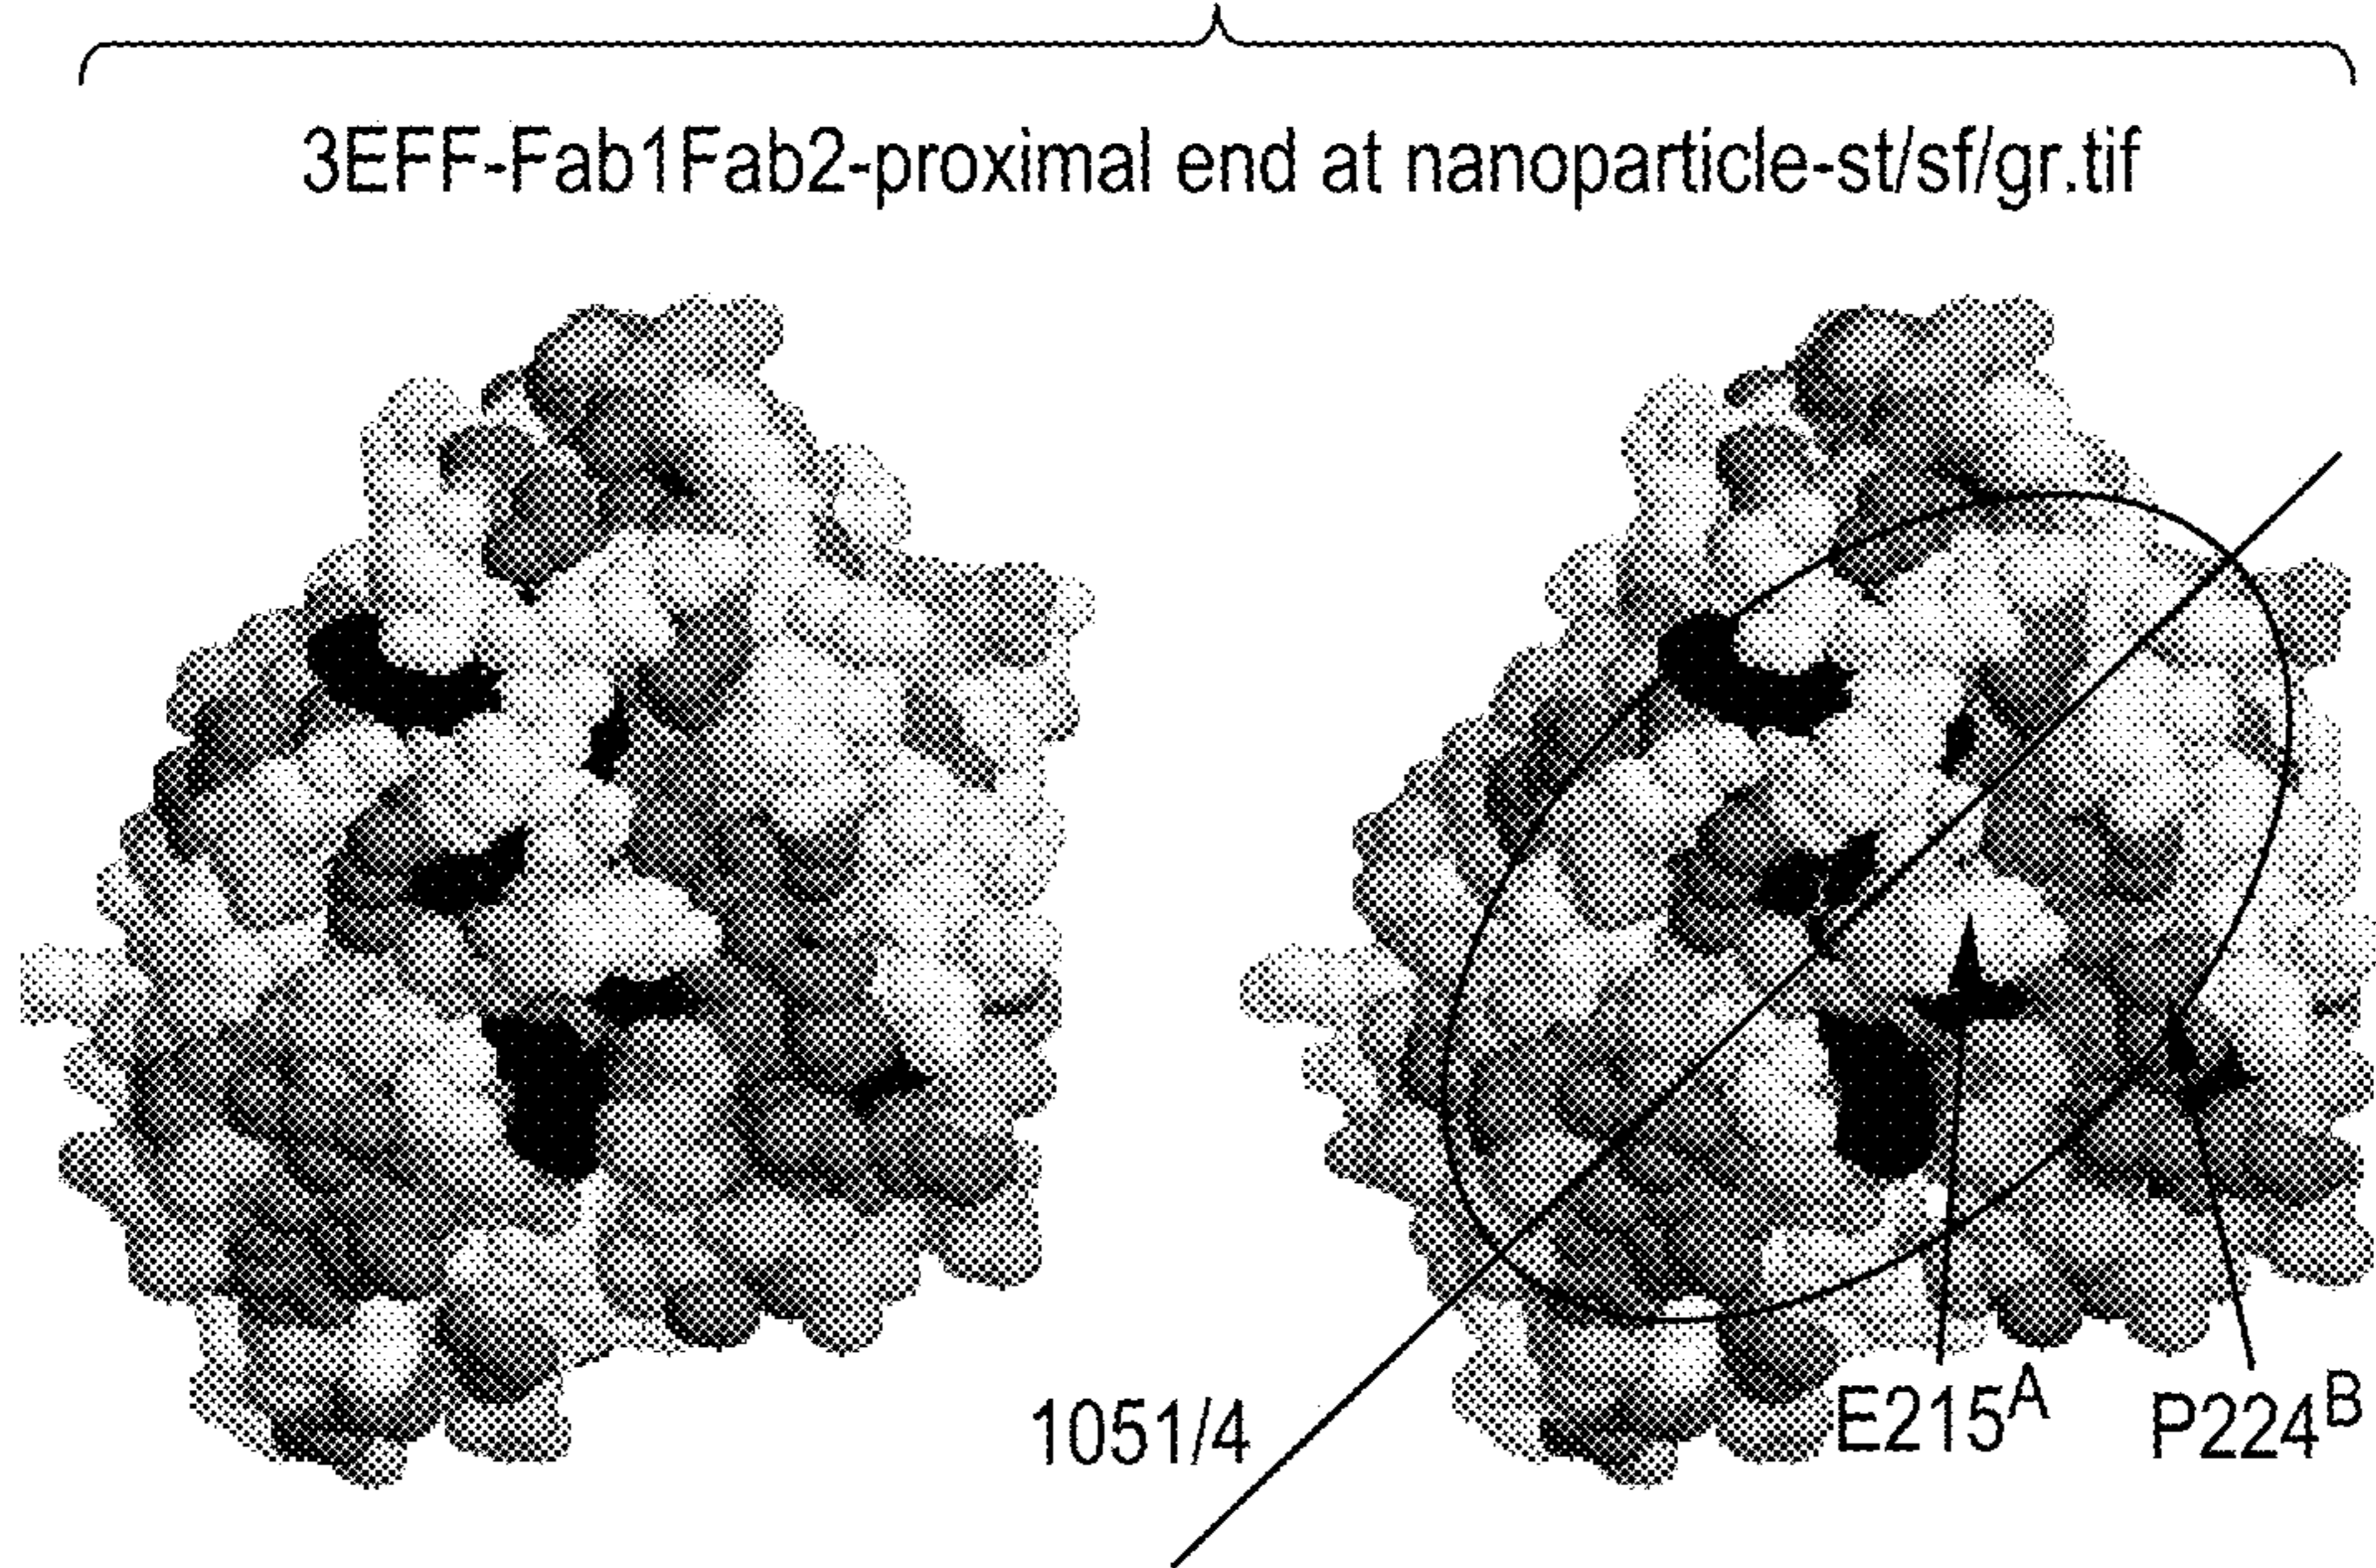 3EFF-Fab1Fab2-proximal end at nanoparticle-st/sf/gr.tif
1051/4
E215A
P224B